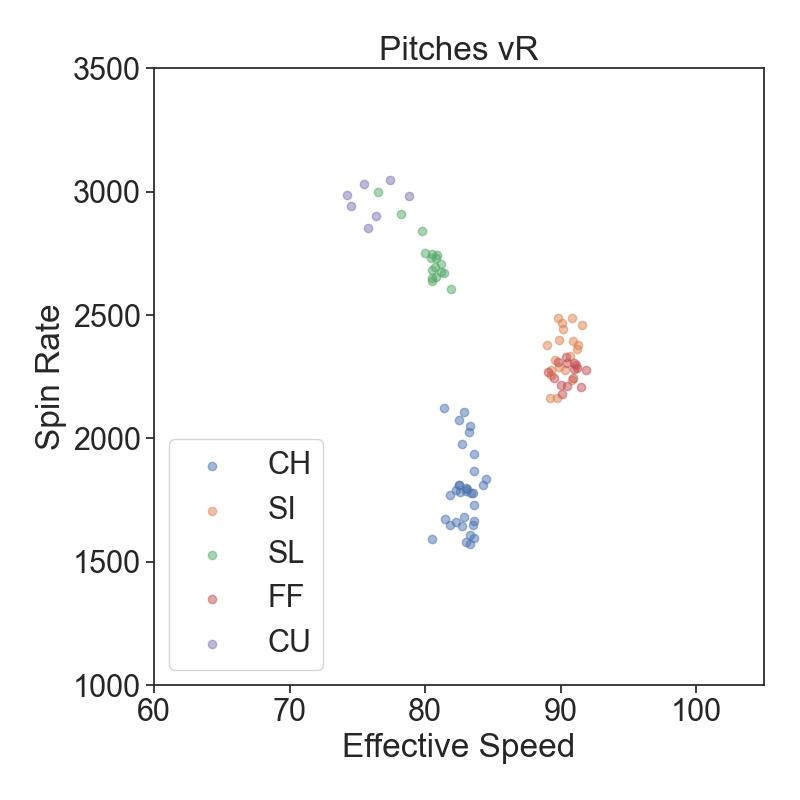 Pitches vR
3500
3000
2500
2000
1500
1000
Spin Rate
CH
SI
SL
FF
CU
60 70 80 90 100
Effective Speed